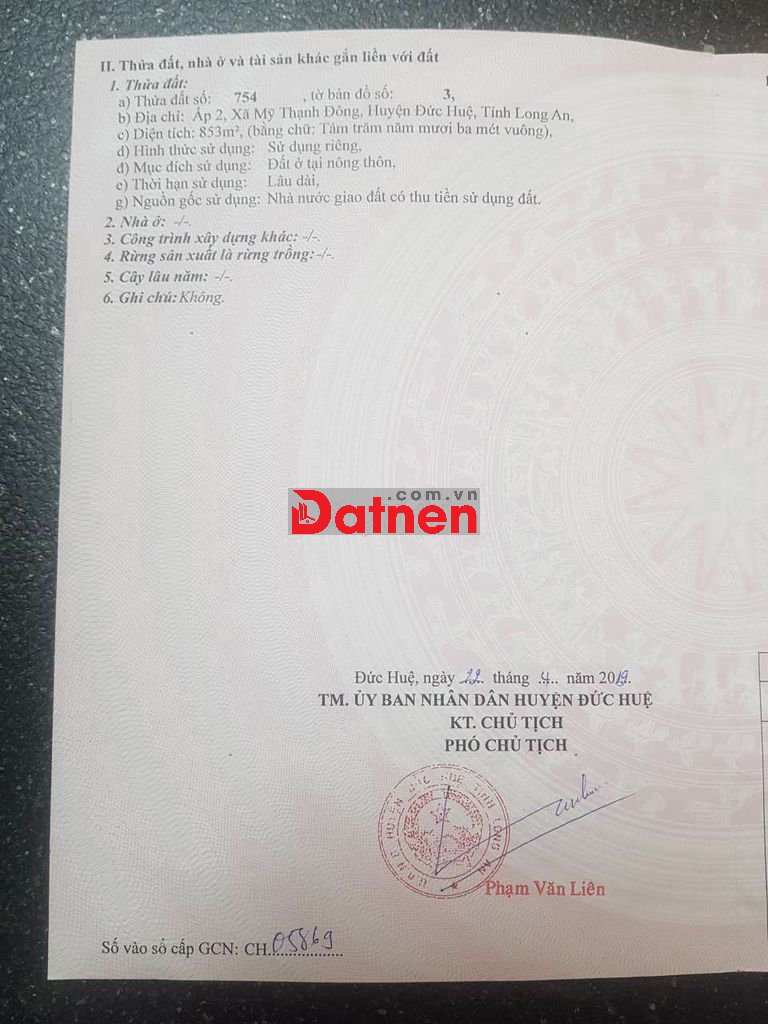 II. Thửa đất, nhà ở và tài sản khác gắn liền với đất
1. Thửa đất:
a) Thửa đất số: 754 , tờ bản đồ số: 3,
b) Địa chỉ: Ấp 2, Xã Mỹ Thạnh Đông, Huyện Đức Huệ, Tỉnh Long An,
c) Diện tích: 853m², (bằng chữ: Tám trăm năm mươi ba mét vuông),
d) Hình thức sử dụng: Sử dụng riêng,
đ) Mục đích sử dụng: Đất ở tại nông thôn,
e) Thời hạn sử dụng: Lâu dài,
g) Nguồn gốc sử dụng: Nhà nước giao đất có thu tiền sử dụng đất.
2. Nhà ở: -/-.
3. Công trình xây dựng khác: -/-.
4. Rừng sản xuất là rừng trồng:-/-.
5. Cây lâu năm: -/-.
6. Ghi chú: Không.
.com.vn
Datnen
Đức Huệ, ngày 22 tháng 4 năm 2019.
TM. ỦY BAN NHÂN DÂN HUYỆN ĐỨC HUỆ
KT. CHỦ TỊCH
PHÓ CHỦ TỊCH
U.B.N.D HUYỆN ĐỨC HUỆ TỈNH LONG AN
Phạm Văn Liên
Số vào sổ cấp GCN: CH 05869